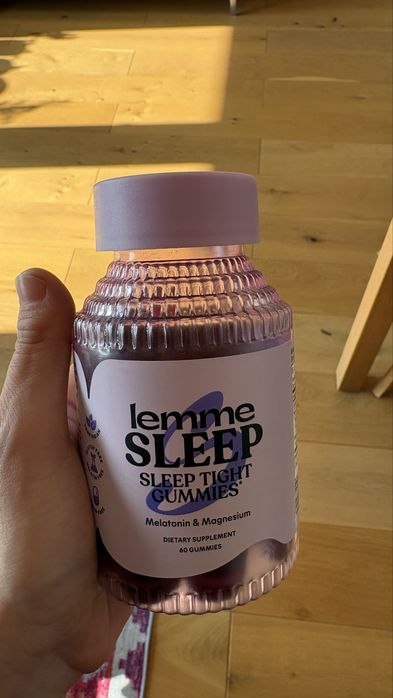 lemme
SLEEP
SLEEP TIGHT
GUMMIES*
Melatonin & Magnesium
DIETARY SUPPLEMENT
60 GUMMIES